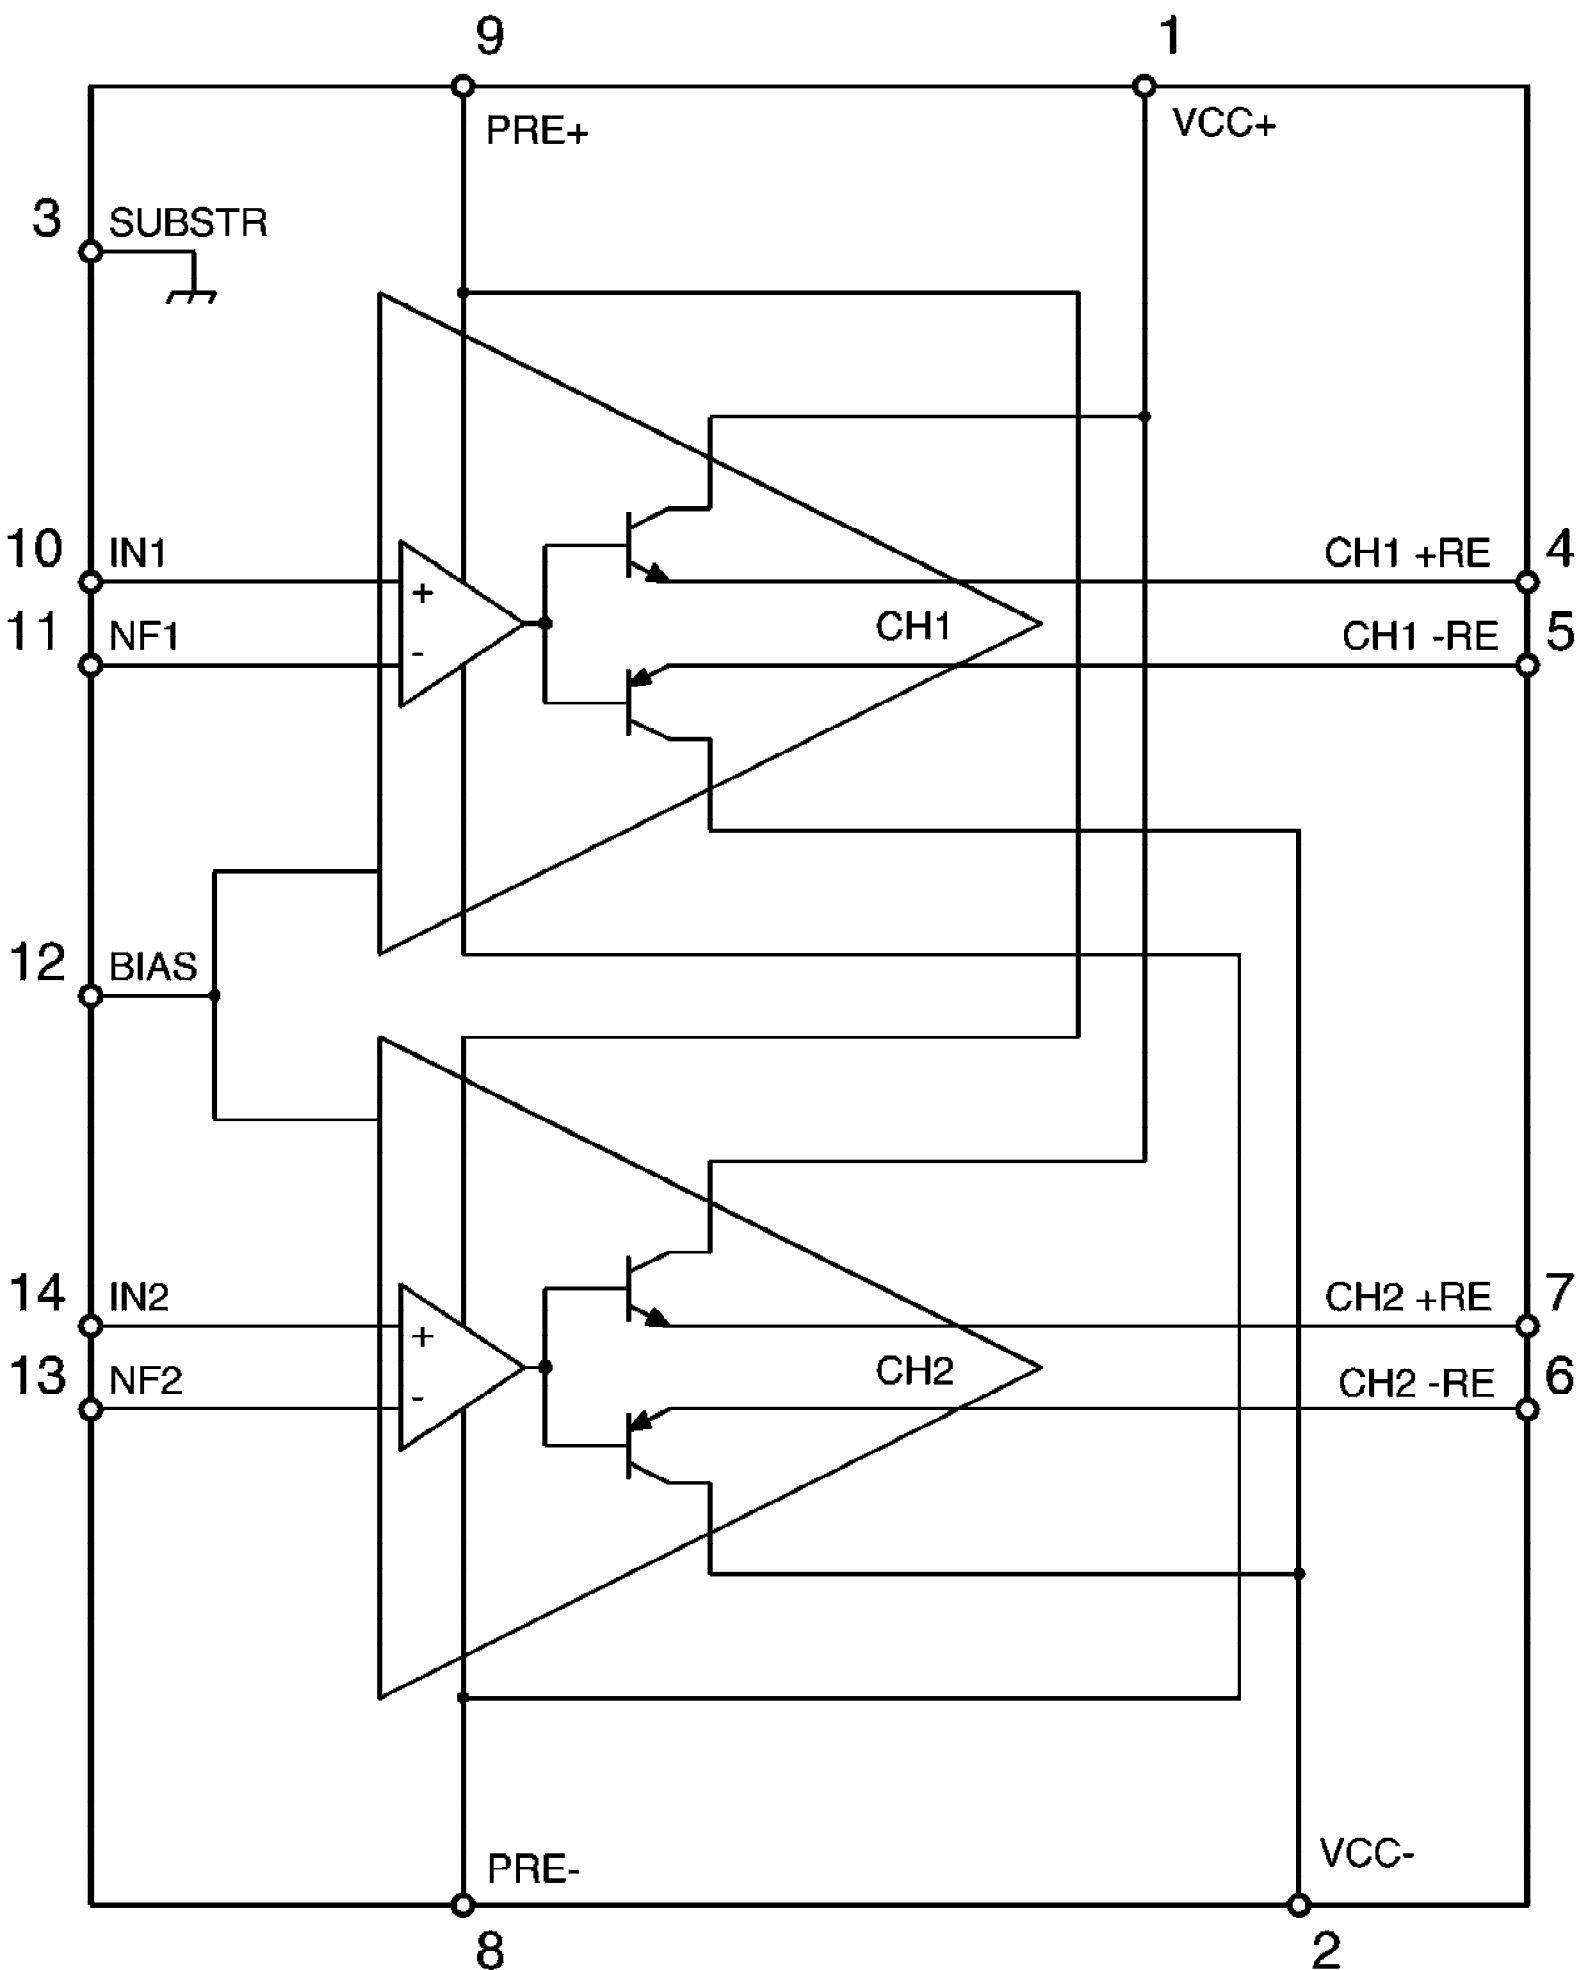 9
1
PRE+
VCC+
3
SUBSTR
10
IN1
CH1 +RE
4
+
11
NF1
CH1
CH1 -RE
5
-
12
BIAS
14
IN2
CH2 +RE
7
+
13
NF2
CH2
CH2 -RE
6
-
PRE-
VCC-
8
2